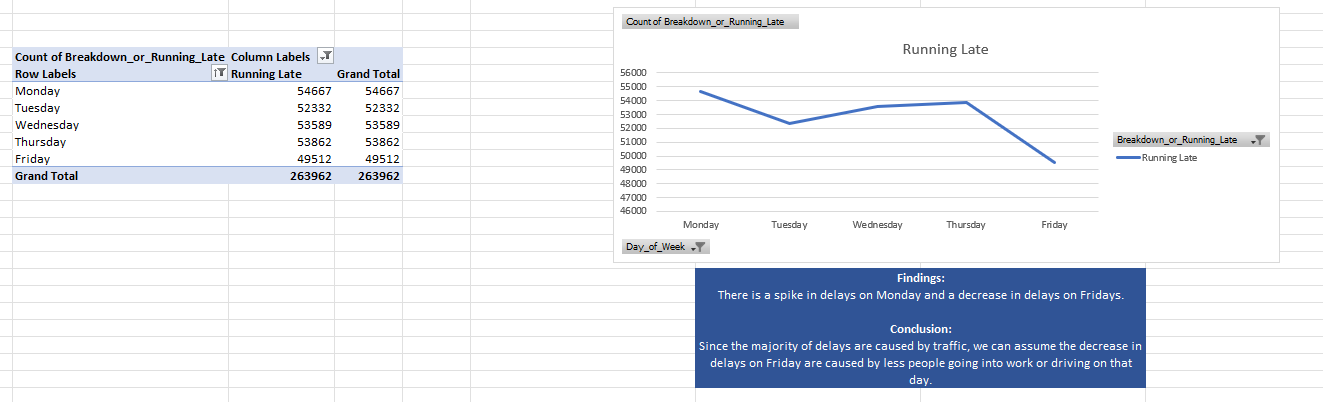 Count of Breakdown_or_Running_Late Column Labels
Row Labels Running Late Grand Total
Monday 54667 54667
Tuesday 52332 52332
Wednesday 53589 53589
Thursday 53862 53862
Friday 49512 49512
Grand Total 263962 263962
Count of Breakdown_or_Running_Late
Running Late
56000
55000
54000
53000
52000
51000
50000
49000
48000
47000
46000
Monday Tuesday Wednesday Thursday Friday
Breakdown_or_Running_Late
Running Late
Day_of_Week
Findings:
There is a spike in delays on Monday and a decrease in delays on Fridays.
Conclusion:
Since the majority of delays are caused by traffic, we can assume the decrease in
delays on Friday are caused by less people going into work or driving on that
day.